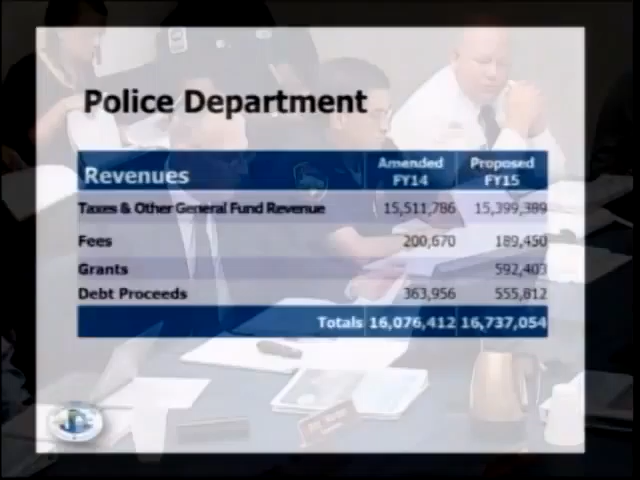 Police Department
Revenues Amended FY14 Proposed FY15
Taxes & Other General Fund Revenue 15,511,786 15,399,389
Fees 200,670 189,450
Grants 592,403
Debt Proceeds 363,956 555,812
Totals 16,076,412 16,737,054